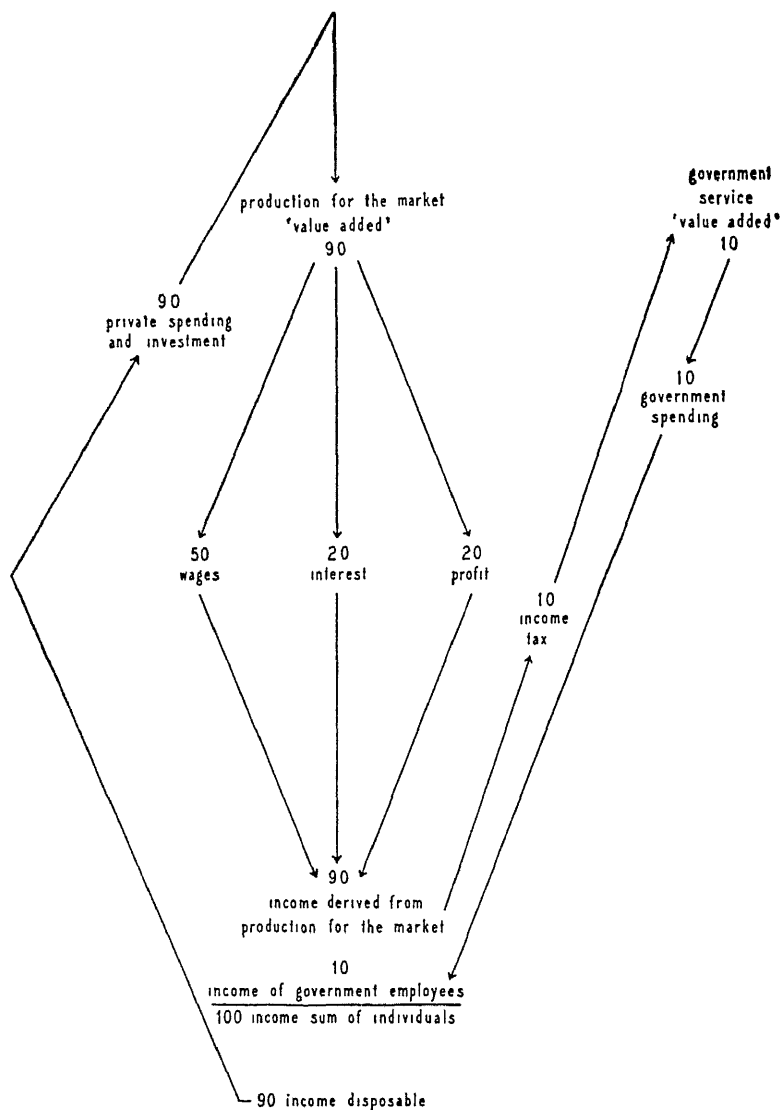 production for the market
'value added'
90
government
service
'value added'
10
90
private spending
and investment
10
government
spending
50
wages
20
interest
20
profit
10
income
tax
90
income derived from
production for the market
10
income of government employees
100 income sum of individuals
90 income disposable